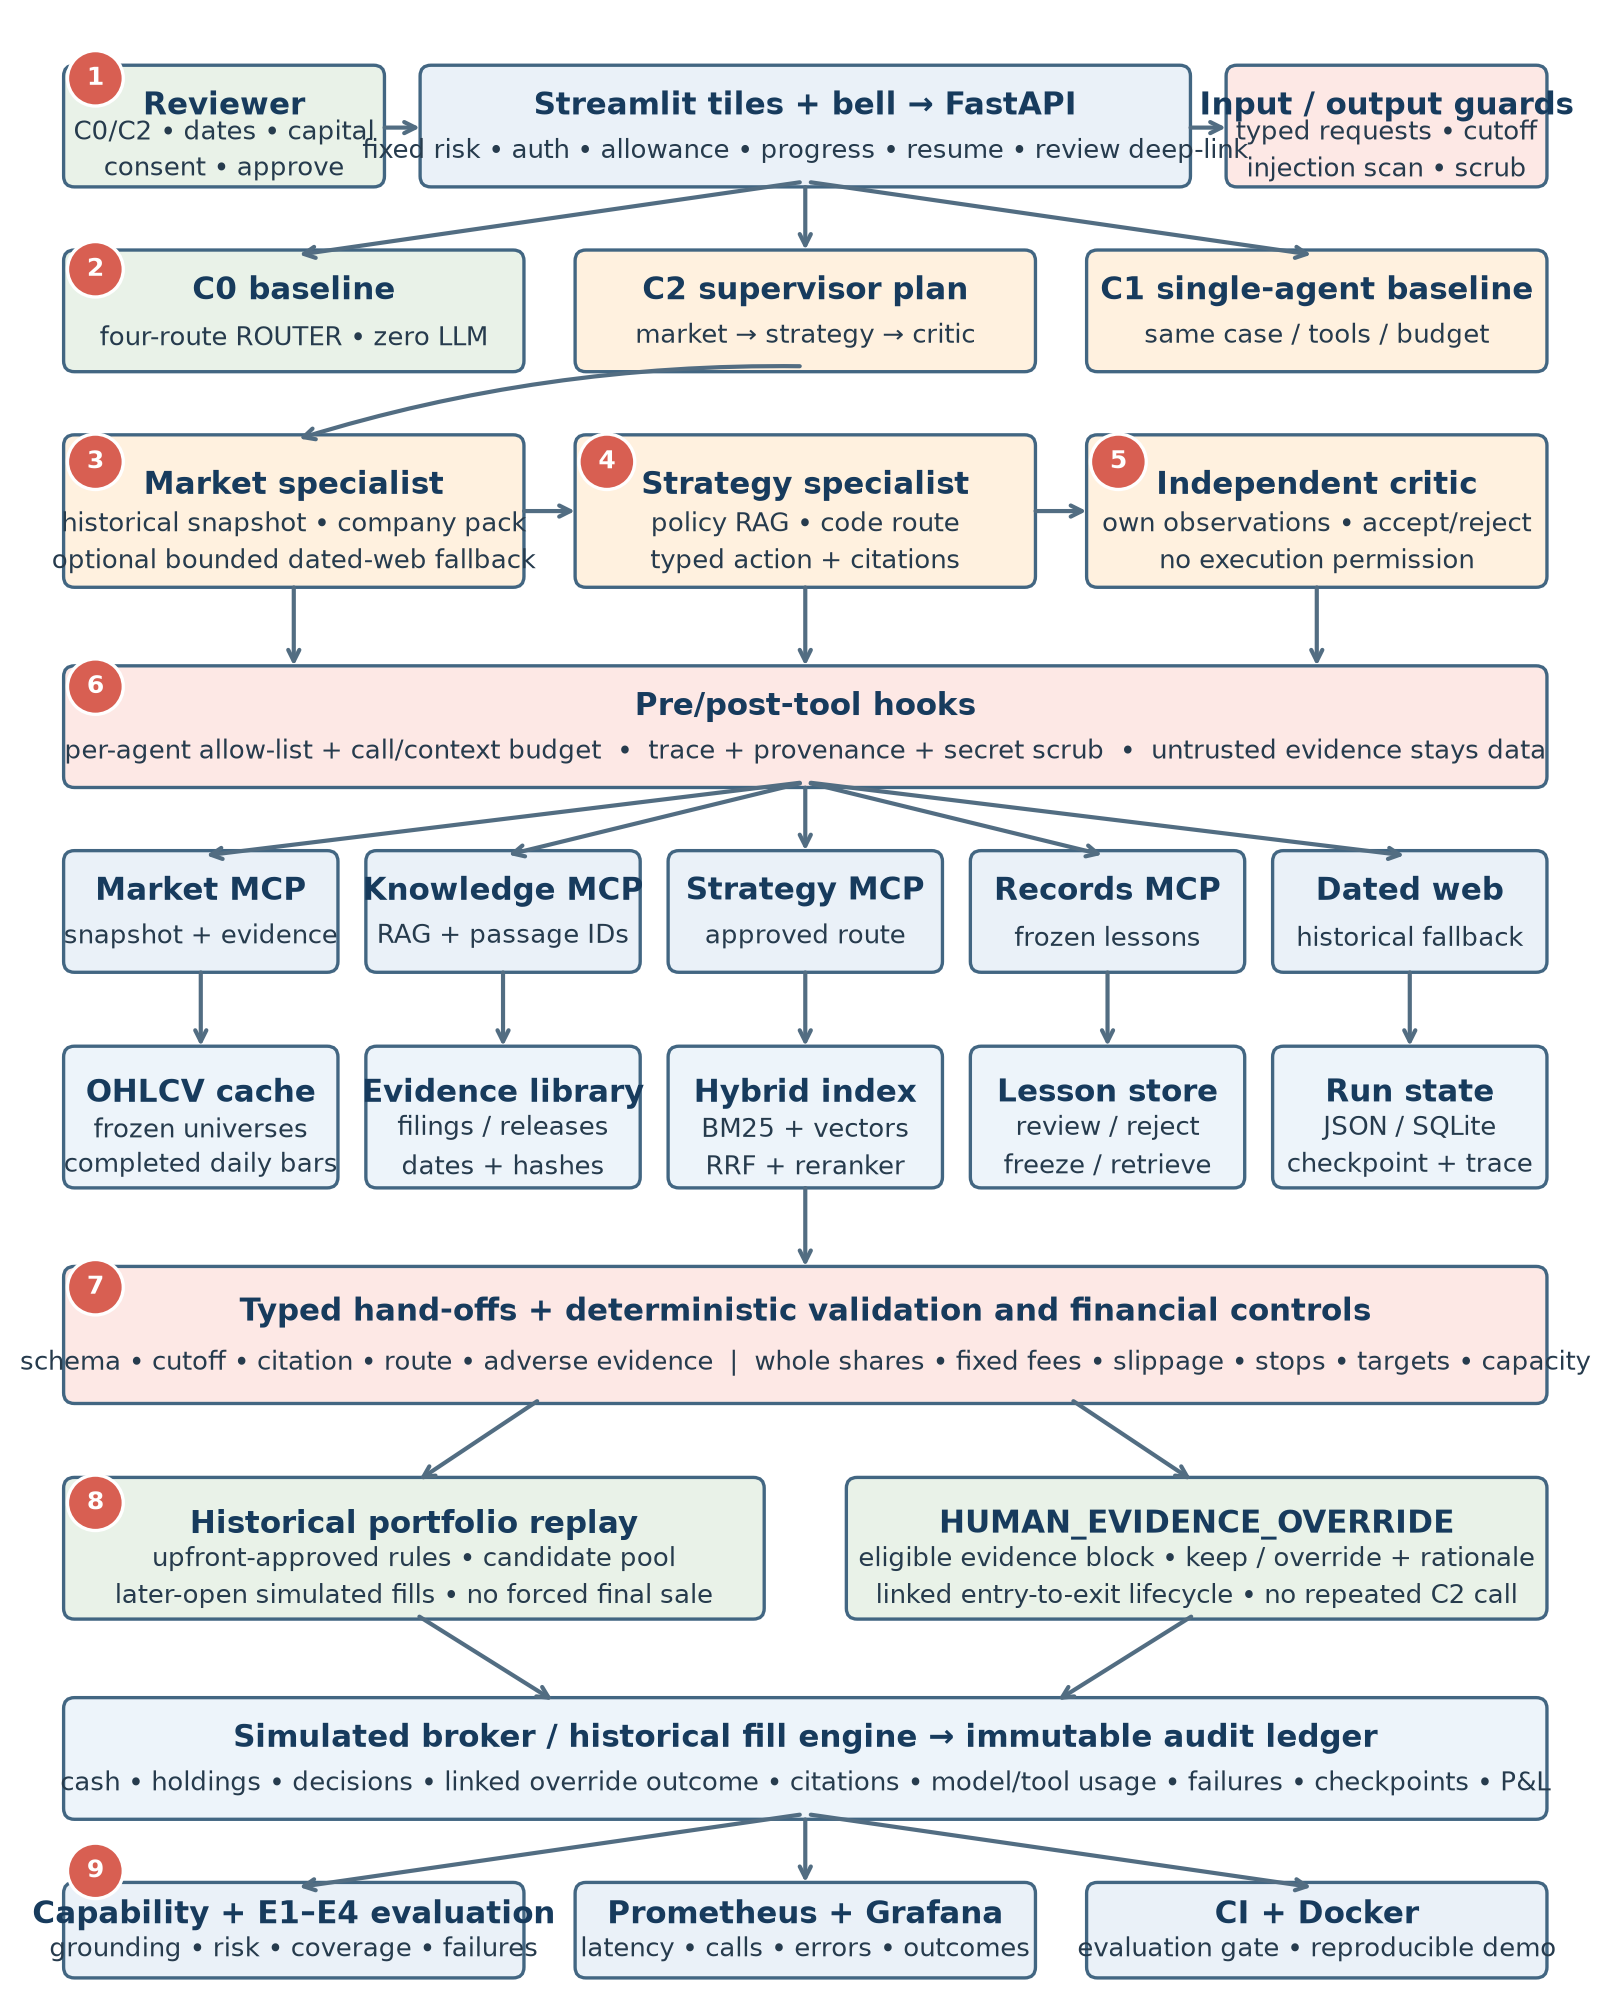 1
Reviewer
C0/C2 • dates • capital
consent • approve
Streamlit tiles + bell → FastAPI
fixed risk • auth • allowance • progress • resume • review deep-link
Input / output guards
typed requests • cutoff
injection scan • scrub
2
C0 baseline
four-route ROUTER • zero LLM
C2 supervisor plan
market → strategy → critic
C1 single-agent baseline
same case / tools / budget
3
Market specialist
historical snapshot • company pack
optional bounded dated-web fallback
4
Strategy specialist
policy RAG • code route
typed action + citations
5
Independent critic
own observations • accept/reject
no execution permission
6
Pre/post-tool hooks
per-agent allow-list + call/context budget • trace + provenance + secret scrub • untrusted evidence stays data
Market MCP
snapshot + evidence
Knowledge MCP
RAG + passage IDs
Strategy MCP
approved route
Records MCP
frozen lessons
Dated web
historical fallback
OHLCV cache
frozen universes
completed daily bars
Evidence library
filings / releases
dates + hashes
Hybrid index
BM25 + vectors
RRF + reranker
Lesson store
review / reject
freeze / retrieve
Run state
JSON / SQLite
checkpoint + trace
7
Typed hand-offs + deterministic validation and financial controls
schema • cutoff • citation • route • adverse evidence | whole shares • fixed fees • slippage • stops • targets • capacity
8
Historical portfolio replay
upfront-approved rules • candidate pool
later-open simulated fills • no forced final sale
HUMAN_EVIDENCE_OVERRIDE
eligible evidence block • keep / override + rationale
linked entry-to-exit lifecycle • no repeated C2 call
Simulated broker / historical fill engine → immutable audit ledger
cash • holdings • decisions • linked override outcome • citations • model/tool usage • failures • checkpoints • P&L
9
Capability + E1–E4 evaluation
grounding • risk • coverage • failures
Prometheus + Grafana
latency • calls • errors • outcomes
CI + Docker
evaluation gate • reproducible demo